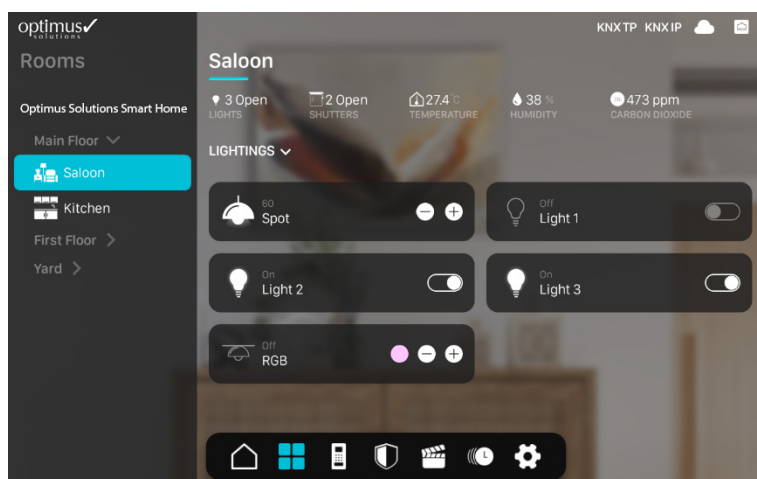 optimus✓
solutions
KNX TP KNX IP
Rooms
Saloon
Optimus Solutions Smart Home
3 Open
LIGHTS
2 Open
SHUTTERS
27.4 °C
TEMPERATURE
38 %
HUMIDITY
473 ppm
CARBON DIOXIDE
Main Floor
Saloon
Kitchen
First Floor
Yard
LIGHTINGS
60
Spot
Off
Light 1
On
Light 2
On
Light 3
Off
RGB